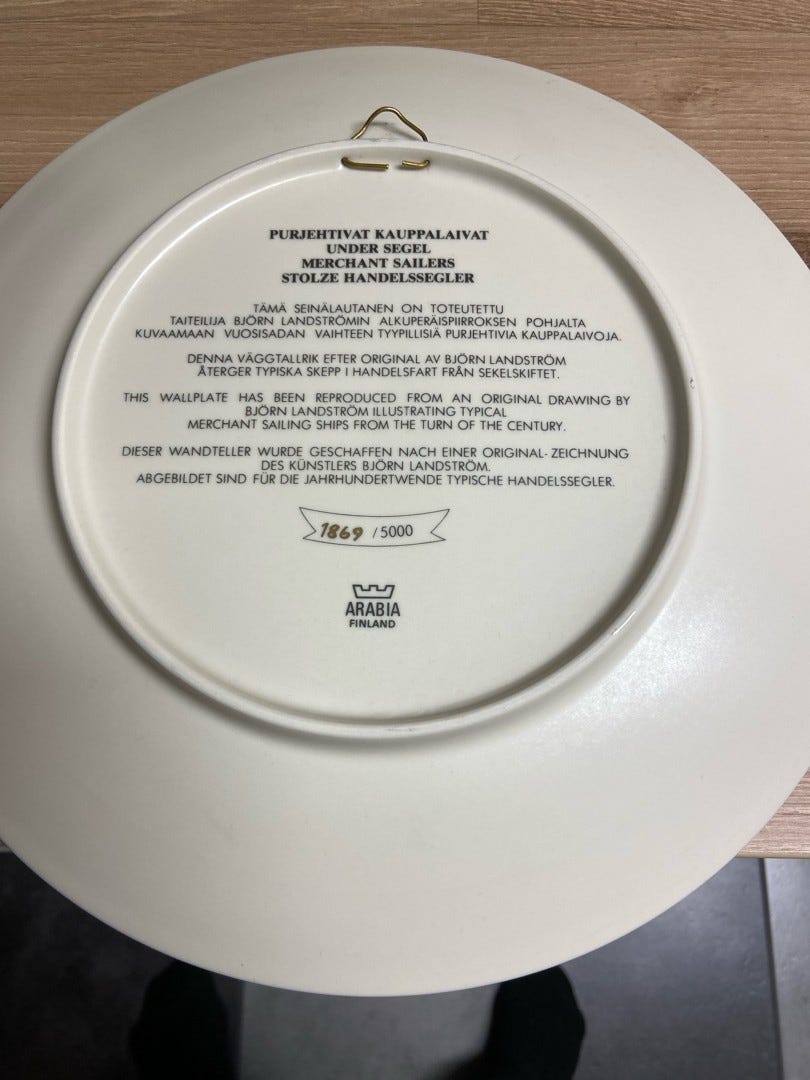 PURJEHTIVAT KAUPPALAIVAT
UNDER SEGEL
MERCHANT SAILERS
STOLZE HANDELSSEGLER
TÄMÄ SEINÄLAUTANEN ON TOTEUTETTU
TAITEILIJA BJÖRN LANDSTRÖMIN ALKUPERÄISPIIRROKSEN POHJALTA
KUVAAMAAN VUOSISADAN VAIHTEEN TYYPILLISIÄ PURJEHTIVIA KAUPPALAIVOJA.
DENNA VÄGGTALLRIK EFTER ORIGINAL AV BJÖRN LANDSTRÖM
ÅTERGER TYPISKA SKEPP I HANDELSFART FRÅN SEKELSKIFTET.
THIS WALLPLATE HAS BEEN REPRODUCED FROM AN ORIGINAL DRAWING BY
BJÖRN LANDSTRÖM ILLUSTRATING TYPICAL
MERCHANT SAILING SHIPS FROM THE TURN OF THE CENTURY.
DIESER WANDTELLER WURDE GESCHAFFEN NACH EINER ORIGINAL-ZEICHNUNG
DES KÜNSTLERS BJÖRN LANDSTRÖM.
ABGEBILDET SIND FÜR DIE JAHRHUNDERTWENDE TYPISCHE HANDELSSEGLER.
1869 /5000
ARABIA
FINLAND